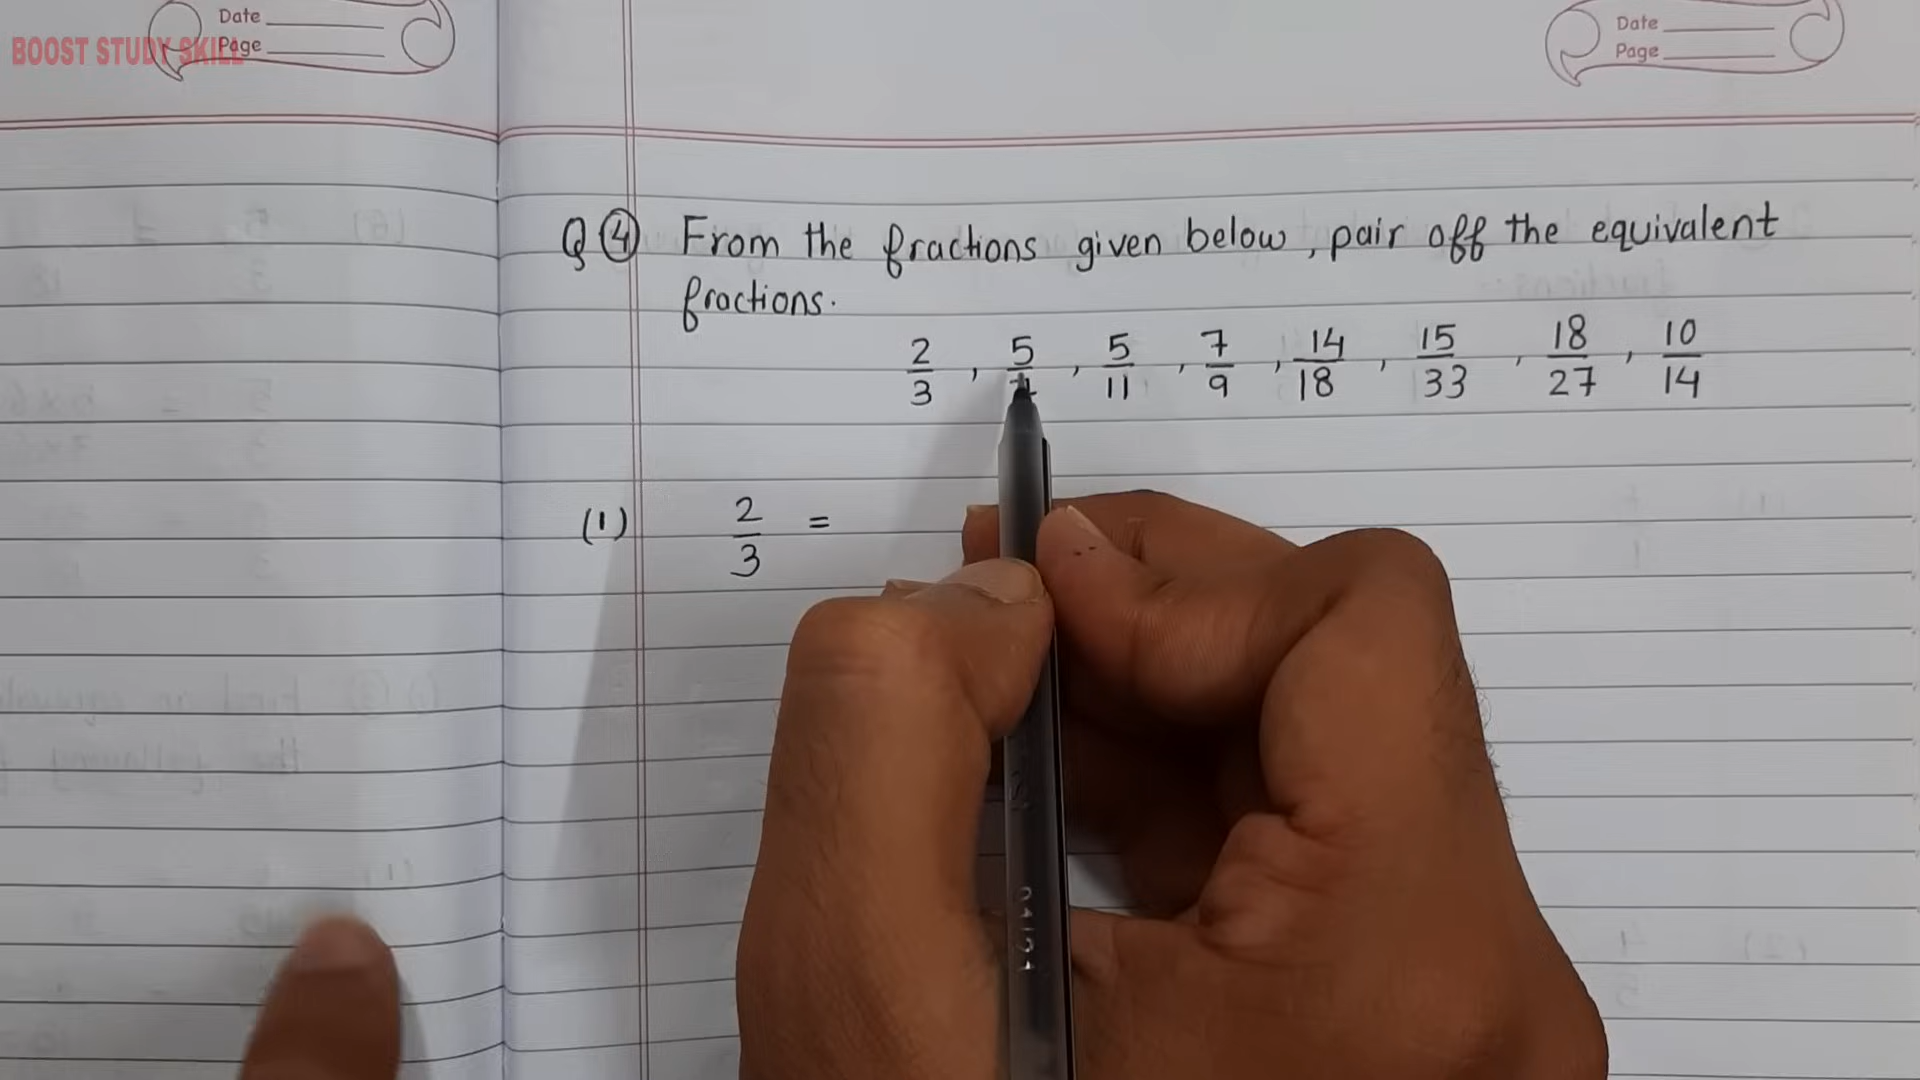 Date
Page
BOOST STUDY SKILL
Date
Page
Q ④ From the fractions given below, pair off the equivalent
fractions.
2/3 , 5/ , 5/11 , 7/9 , 14/18 , 15/33 , 18/27 , 10/14
(1) 2/3 =